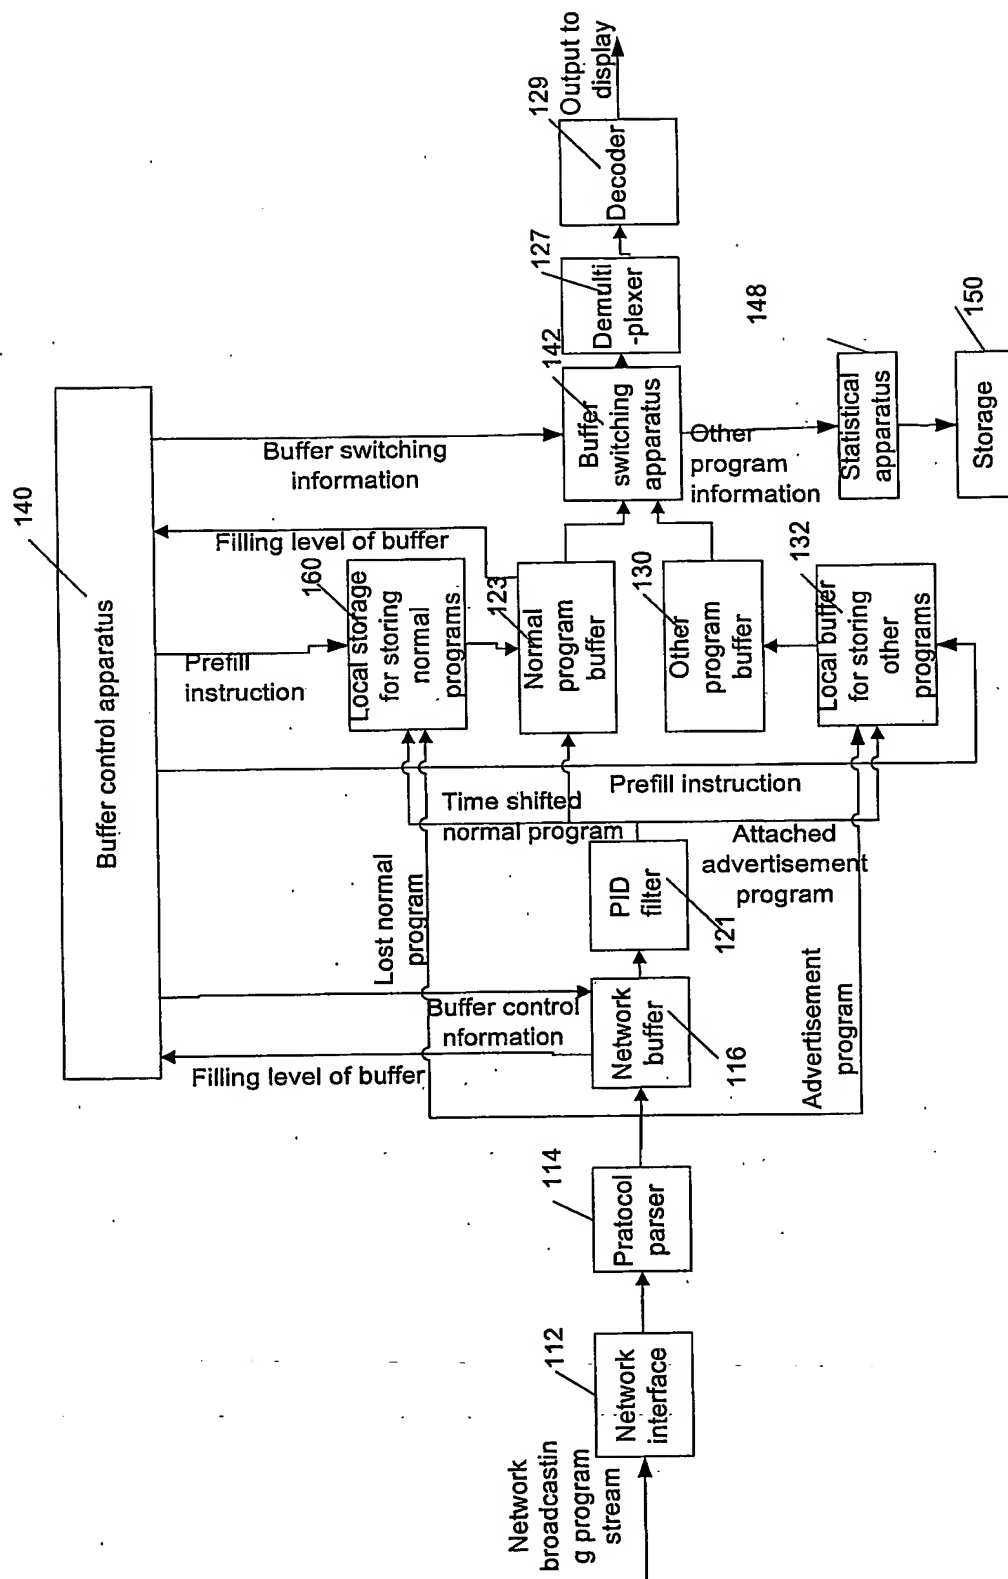 140
Buffer control apparatus
Filling level of buffer
Buffer control
nformation
Lost normal
program
Prefill
instruction
Filling level of buffer
Buffer switching
information
160
Local storage
for storing
normal
programs
Time shifted
normal program
123
Normal
program
buffer
Prefill instruction
130
Other
program
buffer
Attached
advertisement
program
132
Local buffer
for storing
other
programs
Advertisement
program
Network
broadcastin
g program
stream
112
Network
interface
114
Pratocol
parser
116
Network
buffer
121
PID
filter
142
Buffer
switching
apparatus
Other
program
information
127
Demulti
-plexer
129
Decoder
Output to
display
148
Statistical
apparatus
150
Storage